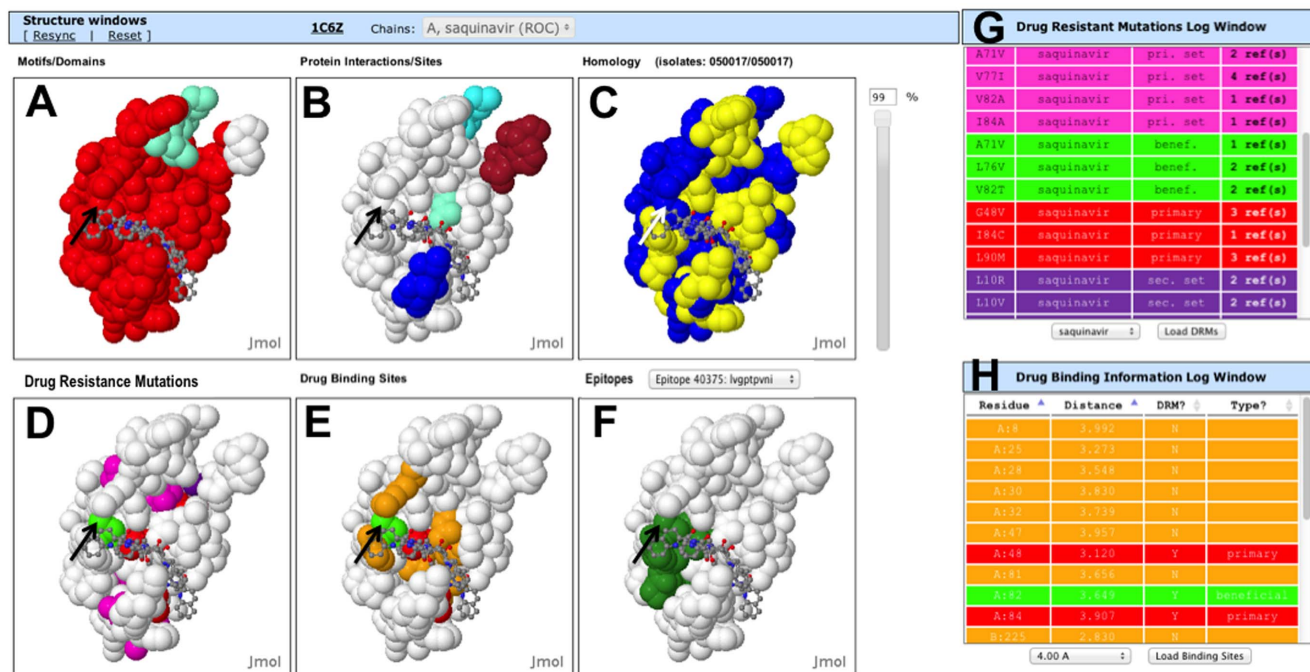 Structure windows
[ Resync | Reset ]
1C6Z Chains: A, saquinavir (ROC)
Motifs/Domains
Protein Interactions/Sites
Homology (isolates: 050017/050017)
A
Jmol
B
Jmol
C
Jmol
99 %
Drug Resistance Mutations
Drug Binding Sites
Epitopes Epitope 40375: lvgptpvni
D
Jmol
E
Jmol
F
Jmol
G Drug Resistant Mutations Log Window
A71V saquinavir pri. set 2 ref(s)
V77I saquinavir pri. set 4 ref(s)
V82A saquinavir pri. set 1 ref(s)
I84A saquinavir pri. set 1 ref(s)
A71V saquinavir benef. 1 ref(s)
L76V saquinavir benef. 2 ref(s)
V82T saquinavir benef. 2 ref(s)
G48V saquinavir primary 3 ref(s)
I84C saquinavir primary 1 ref(s)
L90M saquinavir primary 3 ref(s)
L10R saquinavir sec. set 2 ref(s)
L10V saquinavir sec. set 2 ref(s)
saquinavir Load DRMs
H Drug Binding Information Log Window
Residue Distance DRM? Type?
A:8 3.992 N
A:25 3.273 N
A:28 3.548 N
A:30 3.830 N
A:32 3.739 N
A:47 3.957 N
A:48 3.120 Y primary
A:81 3.656 N
A:82 3.649 Y beneficial
A:84 3.907 Y primary
B:225 2.830 N
4.00 A Load Binding Sites